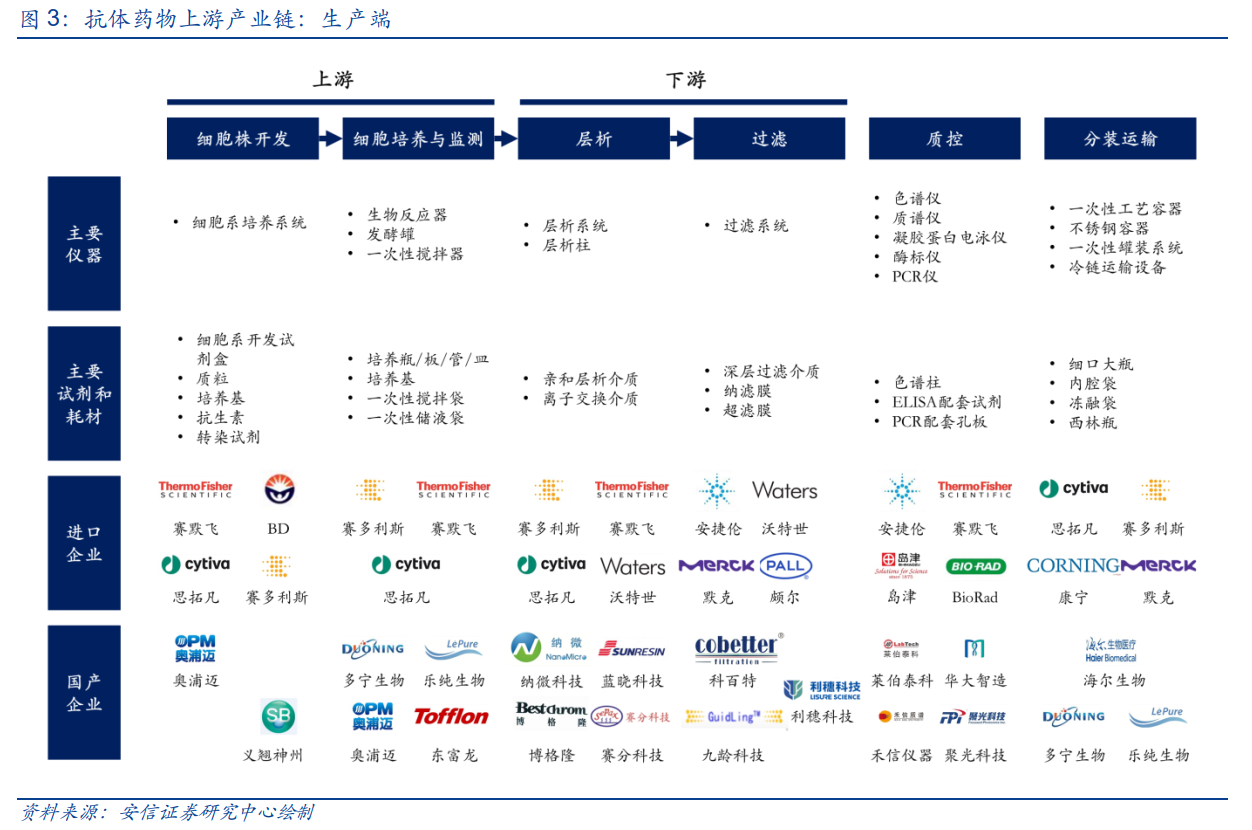 图 3：抗体药物上游产业链：生产端
上游
下游
细胞株开发
细胞培养与监测
层析
过滤
质控
分装运输
主要
仪器
• 细胞系培养系统
• 生物反应器
• 发酵罐
• 一次性搅拌器
• 层析系统
• 层析柱
• 过滤系统
• 色谱仪
• 质谱仪
• 凝胶蛋白电泳仪
• 酶标仪
• PCR仪
• 一次性工艺容器
• 不锈钢容器
• 一次性罐装系统
• 冷链运输设备
主要
试剂和
耗材
• 细胞系开发试
剂盒
• 质粒
• 培养基
• 抗生素
• 转染试剂
• 培养瓶/板/管/皿
• 培养基
• 一次性搅拌袋
• 一次性储液袋
• 亲和层析介质
• 离子交换介质
• 深层过滤介质
• 纳滤膜
• 超滤膜
• 色谱柱
• ELISA配套试剂
• PCR配套孔板
• 细口大瓶
• 内腔袋
• 冻融袋
• 西林瓶
进口
企业
ThermoFisher
SCIENTIFIC
ThermoFisher
SCIENTIFIC
ThermoFisher
SCIENTIFIC
Waters
ThermoFisher
SCIENTIFIC
cytiva
赛默飞
BD
赛多利斯
赛默飞
赛多利斯
赛默飞
安捷伦
沃特世
安捷伦
赛默飞
思拓凡
赛多利斯
cytiva
cytiva
cytiva
Waters
MERCK
PALL
岛津
SHIMADZU
Solutions for Science
since 1875
BIO-RAD
CORNING
MERCK
思拓凡
赛多利斯
思拓凡
思拓凡
沃特世
默克
颇尔
岛津
BioRad
康宁
默克
国产
企业
OPM
奥浦迈
DUONING
LePure
纳微
NanoMicro
SUNRESIN
cobetter®
filtration
LabTech
莱伯泰科
海尔生物医疗
Haier Biomedical
奥浦迈
多宁生物
乐纯生物
纳微科技
蓝晓科技
科百特
莱伯泰科
华大智造
海尔生物
利穗科技
LISURE SCIENCE
SB
OPM
奥浦迈
Tofflon
Bestchrom
博格隆
SePax
赛分科技
GuidLing™
利穗科技
禾信质谱
FPI
聚光科技
DUONING
LePure
义翘神州
奥浦迈
东富龙
博格隆
赛分科技
九龄科技
禾信仪器
聚光科技
多宁生物
乐纯生物
资料来源：安信证券研究中心绘制